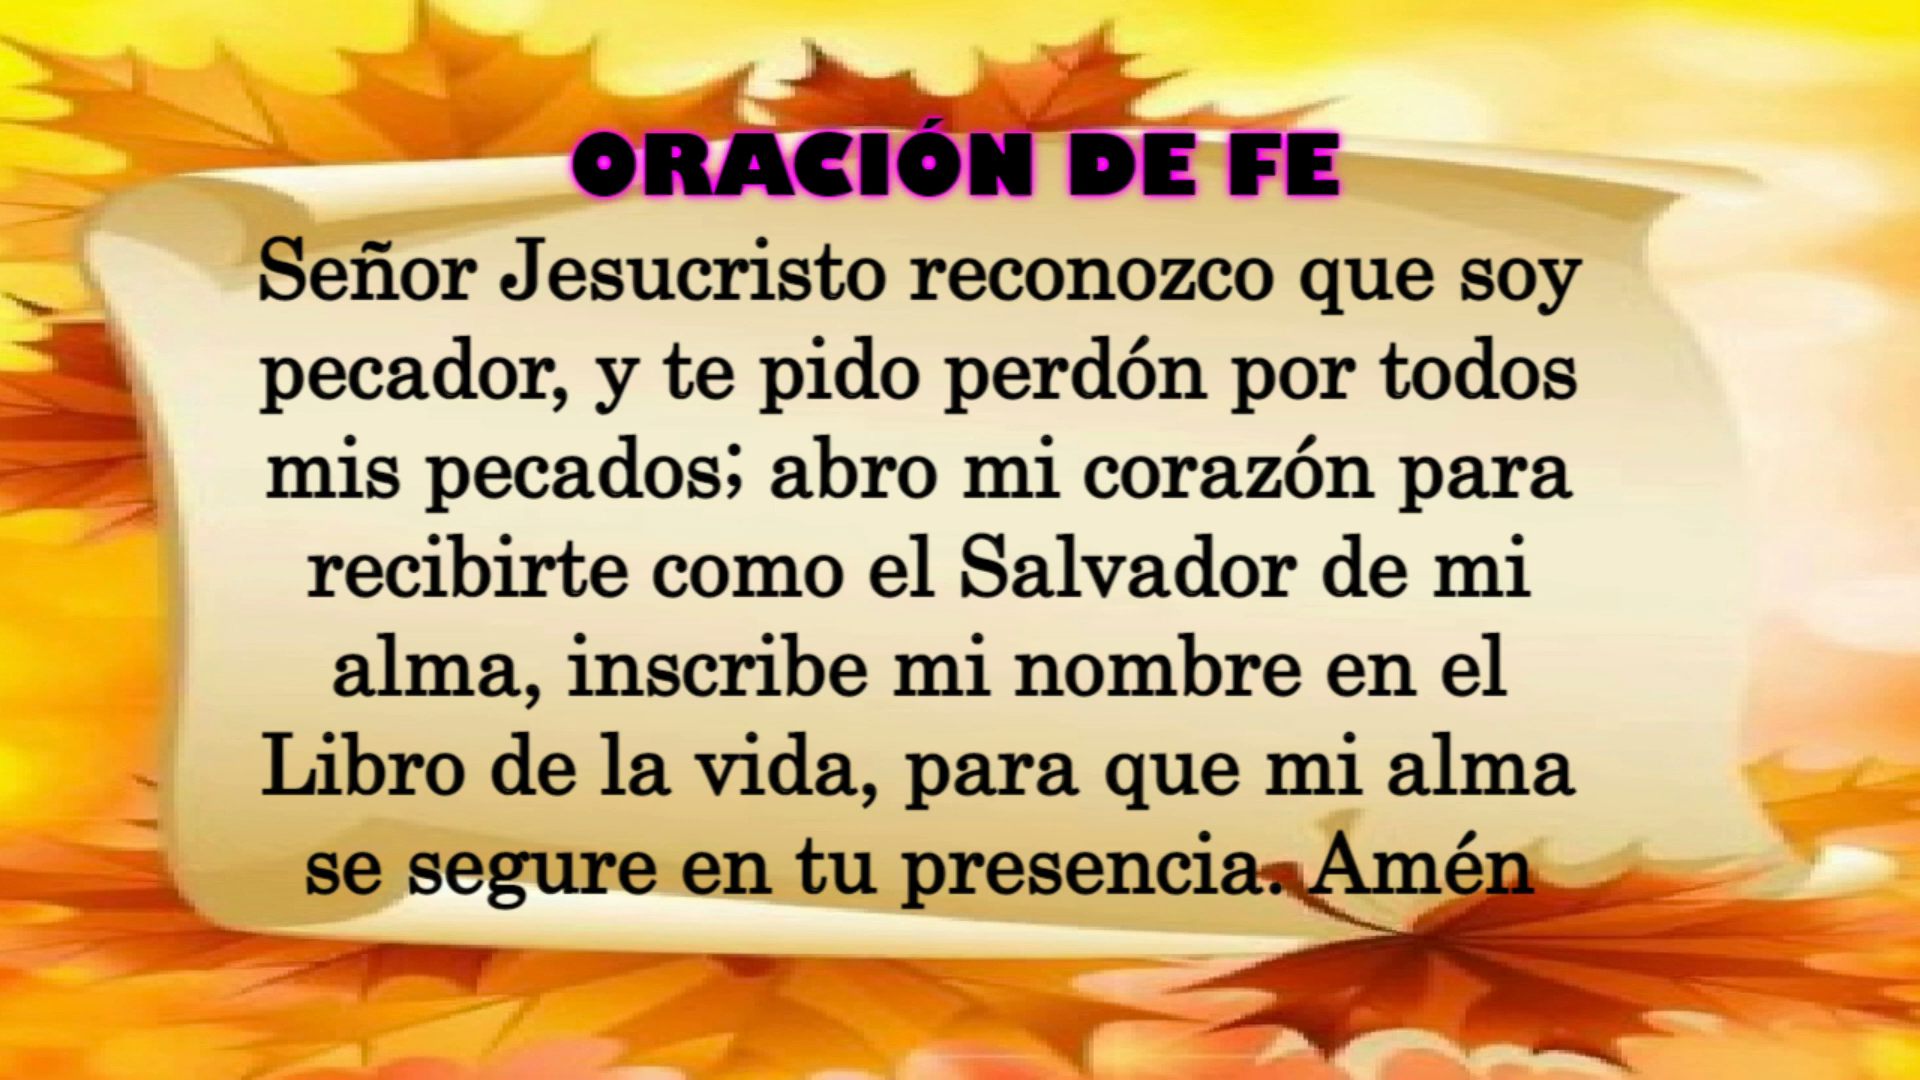 ORACIÓN DE FE
Señor Jesucristo reconozco que soy
pecador, y te pido perdón por todos
mis pecados; abro mi corazón para
recibirte como el Salvador de mi
alma, inscribe mi nombre en el
Libro de la vida, para que mi alma
se segure en tu presencia. Amén